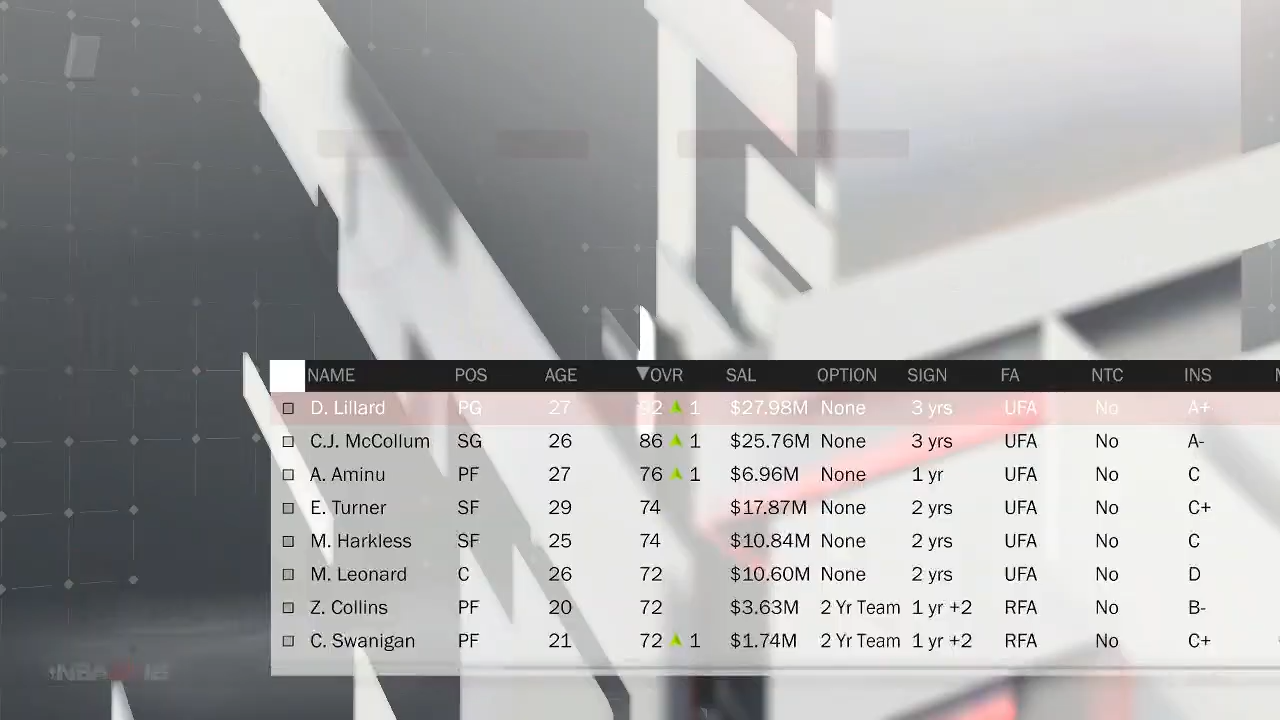 NAME POS AGE ▼OVR SAL OPTION SIGN FA NTC INS
D. Lillard PG 27 92 1 $27.98M None 3 yrs UFA No A+
C.J. McCollum SG 26 86 1 $25.76M None 3 yrs UFA No A-
A. Aminu PF 27 76 1 $6.96M None 1 yr UFA No C
E. Turner SF 29 74 $17.87M None 2 yrs UFA No C+
M. Harkless SF 25 74 $10.84M None 2 yrs UFA No C
M. Leonard C 26 72 $10.60M None 2 yrs UFA No D
Z. Collins PF 20 72 $3.63M 2 Yr Team 1 yr +2 RFA No B-
C. Swanigan PF 21 72 1 $1.74M 2 Yr Team 1 yr +2 RFA No C+